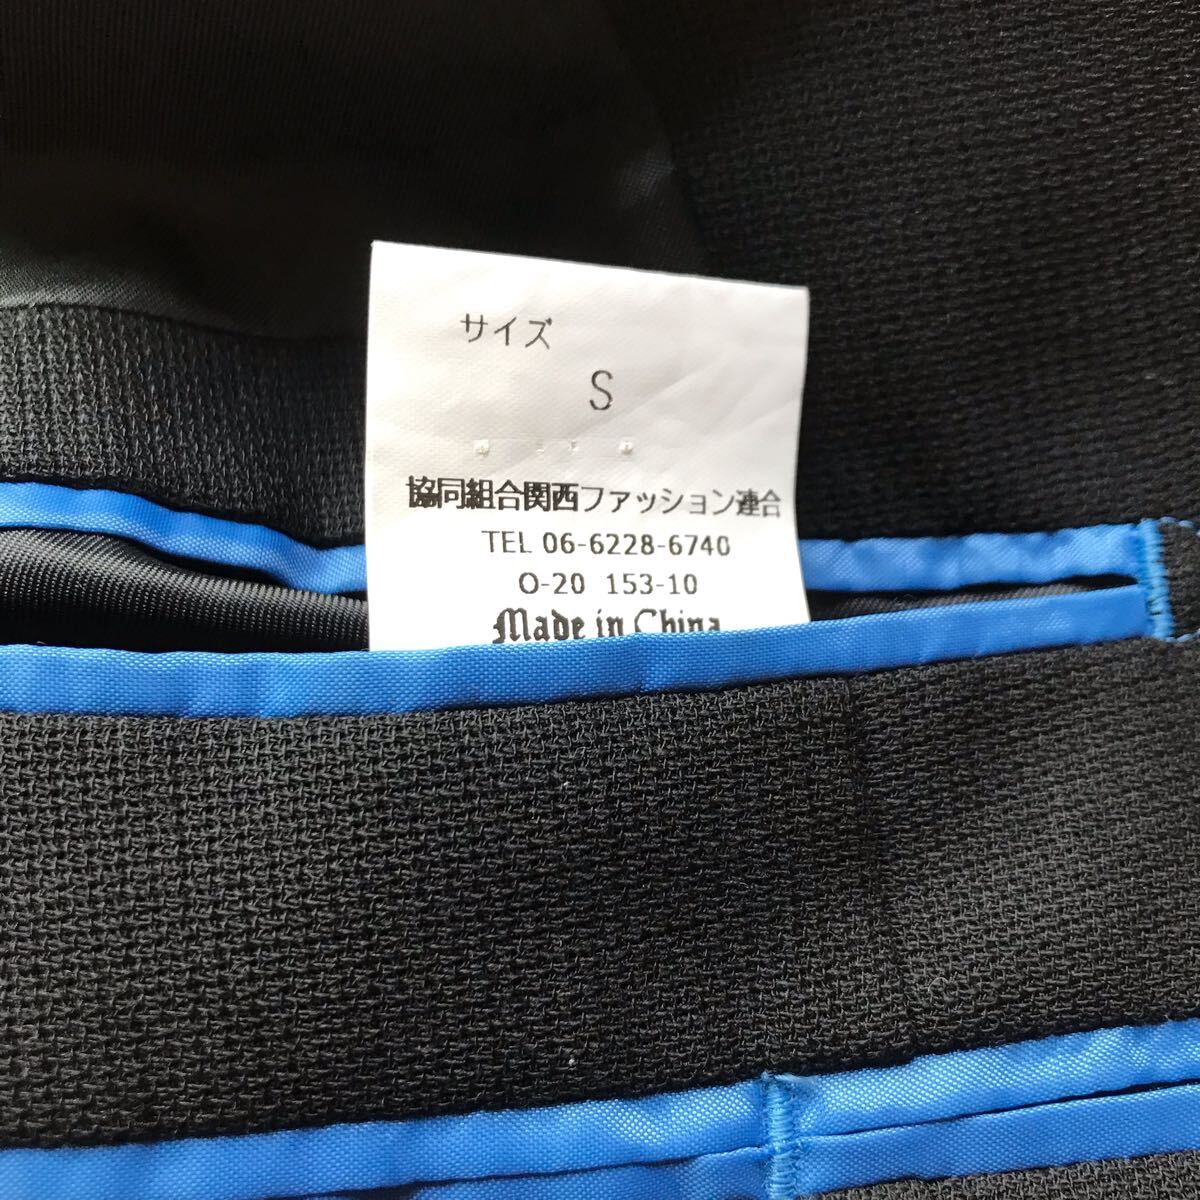 サイズ
S
協同組合関西ファッション連合
TEL 06-6228-6740
O-20 153-10
Made in China